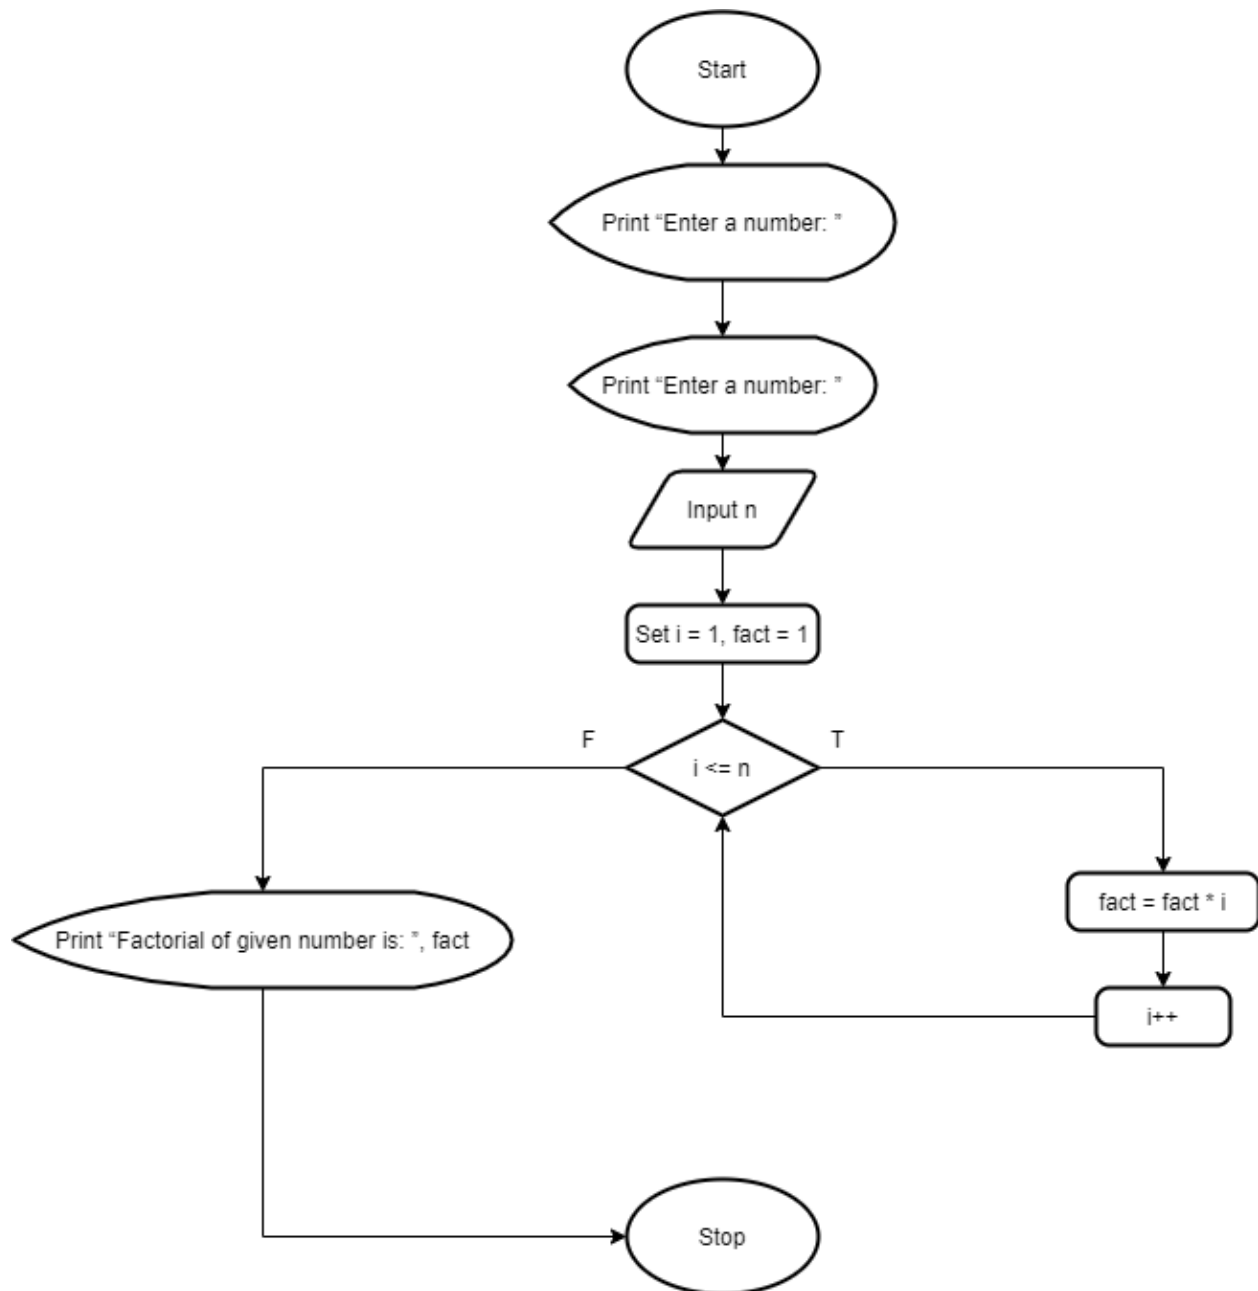 Start
Print “Enter a number: ”
Print “Enter a number: ”
Input n
Set i = 1, fact = 1
F
T
i <= n
fact = fact * i
Print “Factorial of given number is: ”, fact
i++
Stop